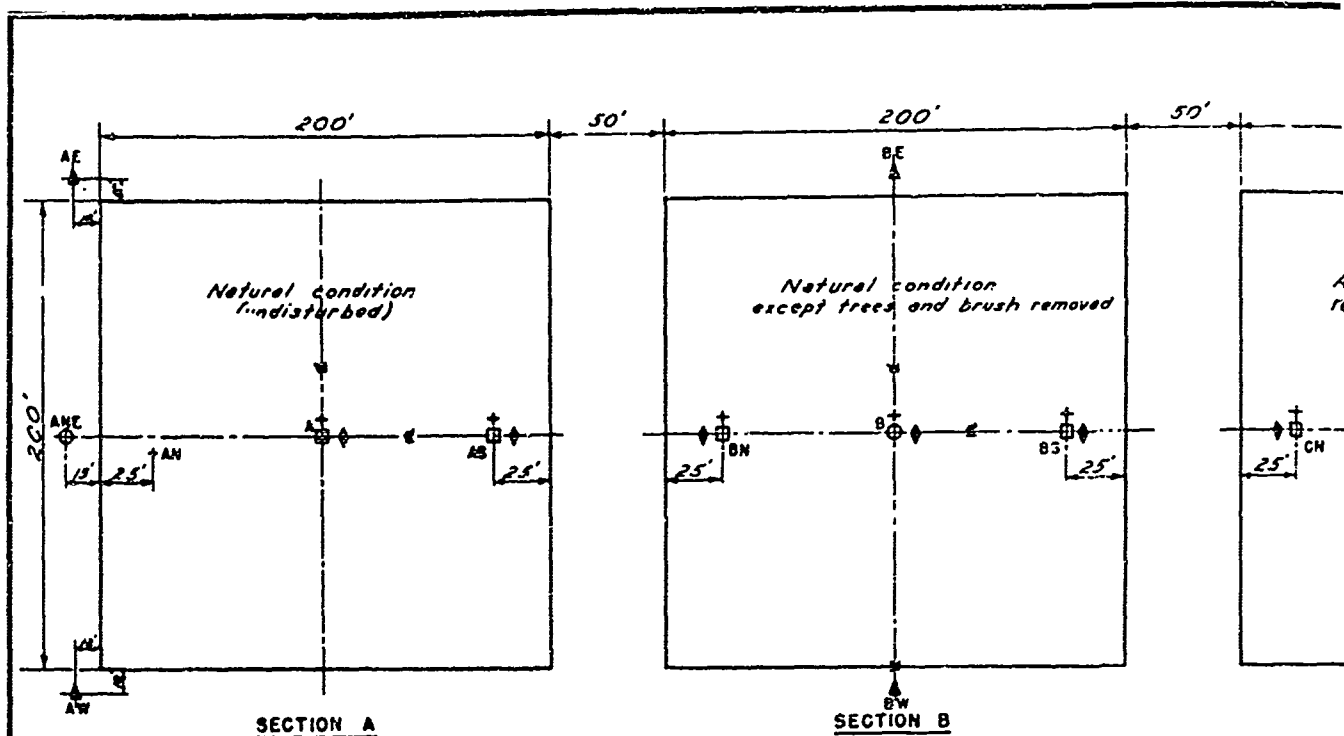 200'
50'
200'
50'
AE
BE
Natural condition
(undisturbed)
Natural condition
except trees and brush removed
200'
ANE
A
AS
B
BN
BS
CN
AN
15'
25'
25'
25'
25'
25'
AW
BW
SECTION A
SECTION B